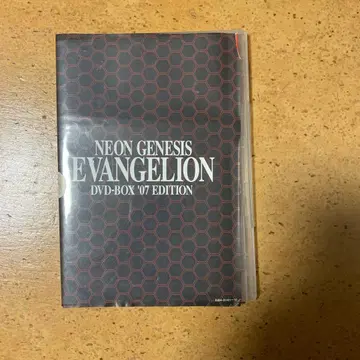 NEON GENESIS
EVANGELION
DVD-BOX '07 EDITION